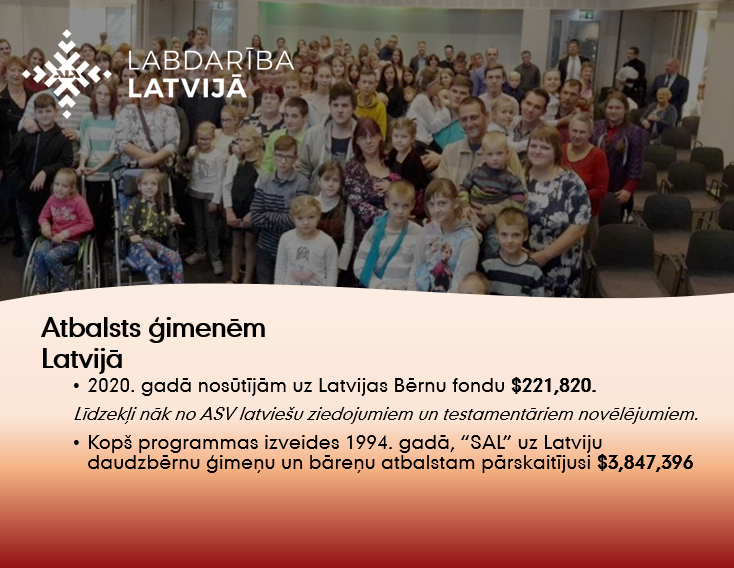 ALA
LABDARĪBA
LATVIJĀ
Atbalsts ģimenēm
Latvijā
• 2020. gadā nosūtījām uz Latvijas Bērnu fondu $221,820.
Līdzekļi nāk no ASV latviešu ziedojumiem un testamentāriem novēlējumiem.
• Kopš programmas izveides 1994. gadā, “SAL” uz Latviju
daudzbērnu ģimeņu un bāreņu atbalstam pārskaitījusi $3,847,396